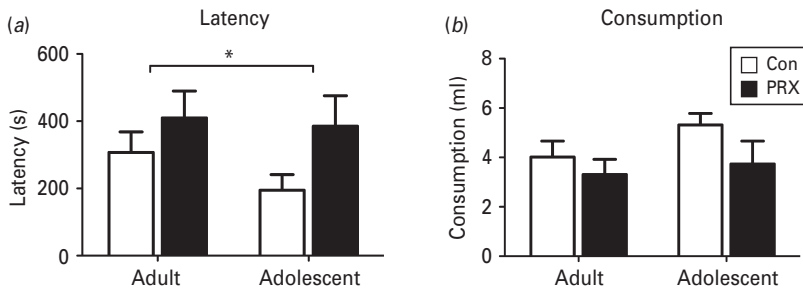 (a) Latency
*
Latency (s)
600
400
200
0
Adult Adolescent
(b) Consumption
Con
PRX
Consumption (ml)
8
6
4
2
0
Adult Adolescent